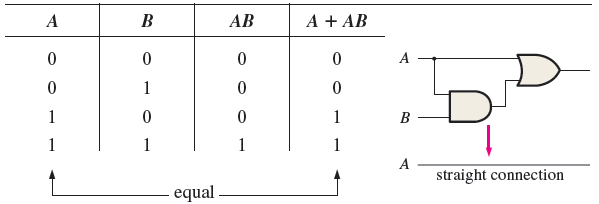 A B AB A + AB
0 0 0 0
0 1 0 0
1 0 0 1
1 1 1 1
equal
A
B
A
straight connection